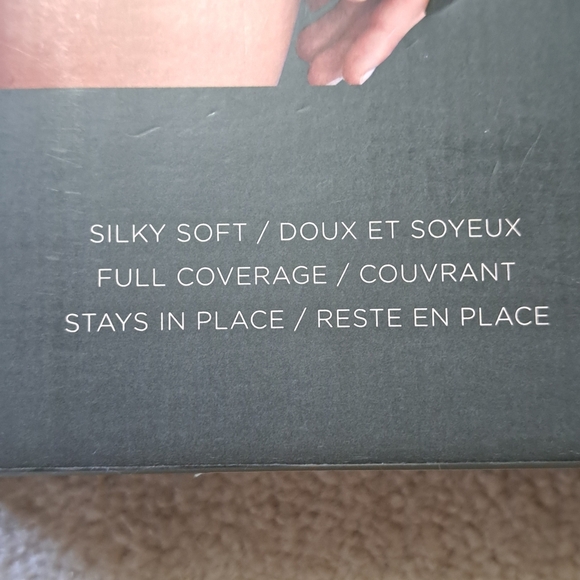 SILKY SOFT / DOUX ET SOYEUX
FULL COVERAGE / COUVRANT
STAYS IN PLACE / RESTE EN PLACE